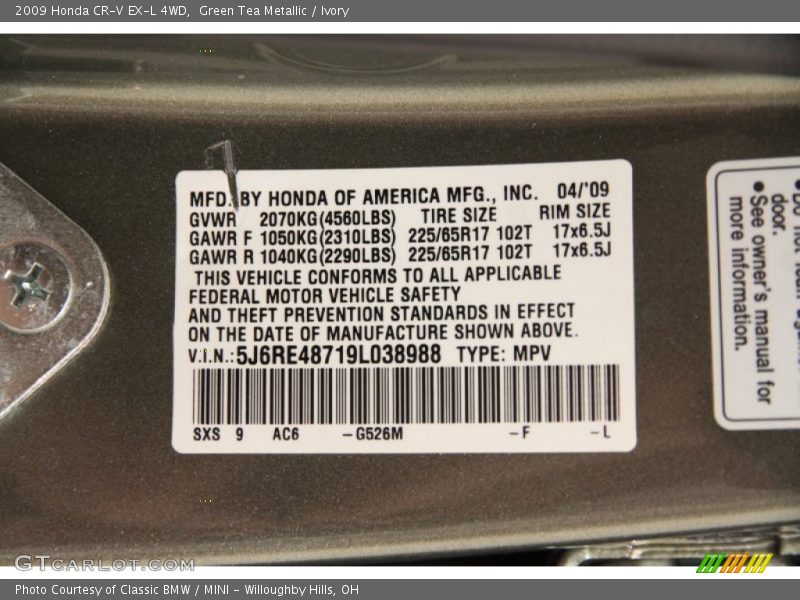 2009 Honda CR-V EX-L 4WD, Green Tea Metallic / Ivory
MFD. BY HONDA OF AMERICA MFG., INC. 04/'09
GVWR 2070KG(4560LBS) TIRE SIZE RIM SIZE
GAWR F 1050KG(2310LBS) 225/65R17 102T 17x6.5J
GAWR R 1040KG(2290LBS) 225/65R17 102T 17x6.5J
THIS VEHICLE CONFORMS TO ALL APPLICABLE
FEDERAL MOTOR VEHICLE SAFETY
AND THEFT PREVENTION STANDARDS IN EFFECT
ON THE DATE OF MANUFACTURE SHOWN ABOVE.
V.I.N.:5J6RE48719L038988 TYPE: MPV
SXS 9 AC6 -G526M -F -L
door.
•See owner's manual for
more information.
GTCARLOT.COM
Photo Courtesy of Classic BMW / MINI - Willoughby Hills, OH